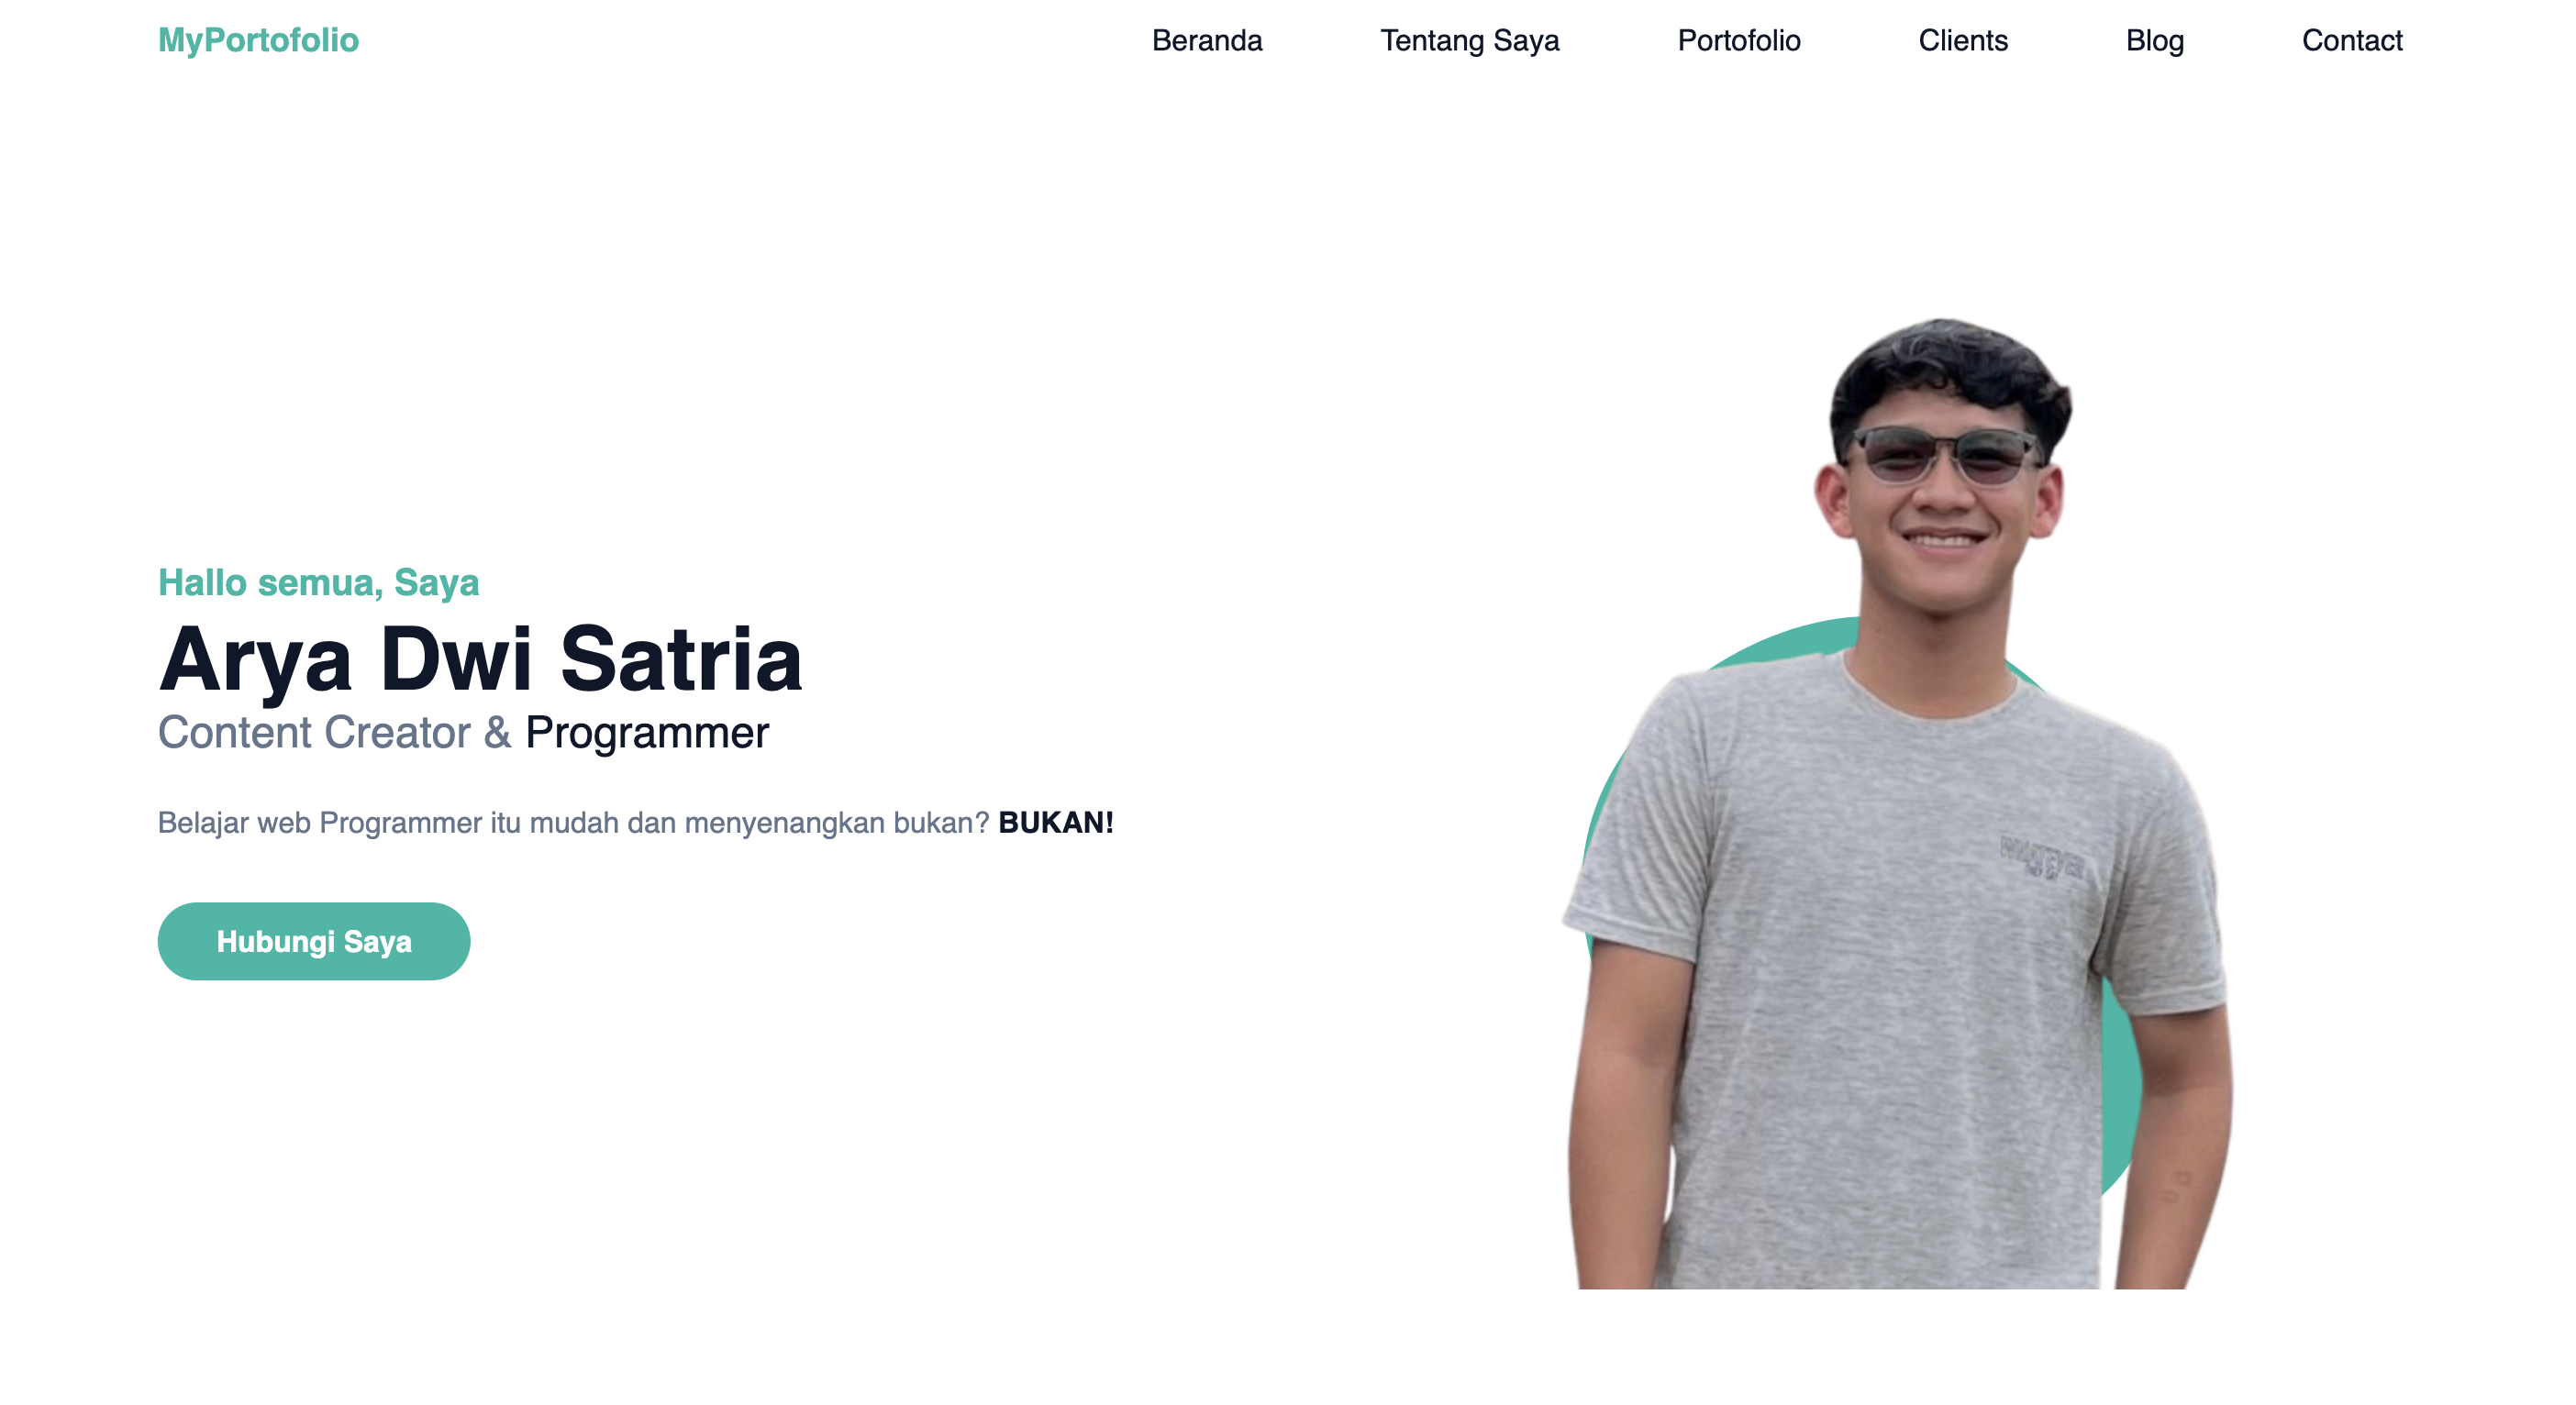 MyPortofolio
Beranda Tentang Saya Portofolio Clients Blog Contact
Hallo semua, Saya
Arya Dwi Satria
Content Creator & Programmer
Belajar web Programmer itu mudah dan menyenangkan bukan? BUKAN!
Hubungi Saya